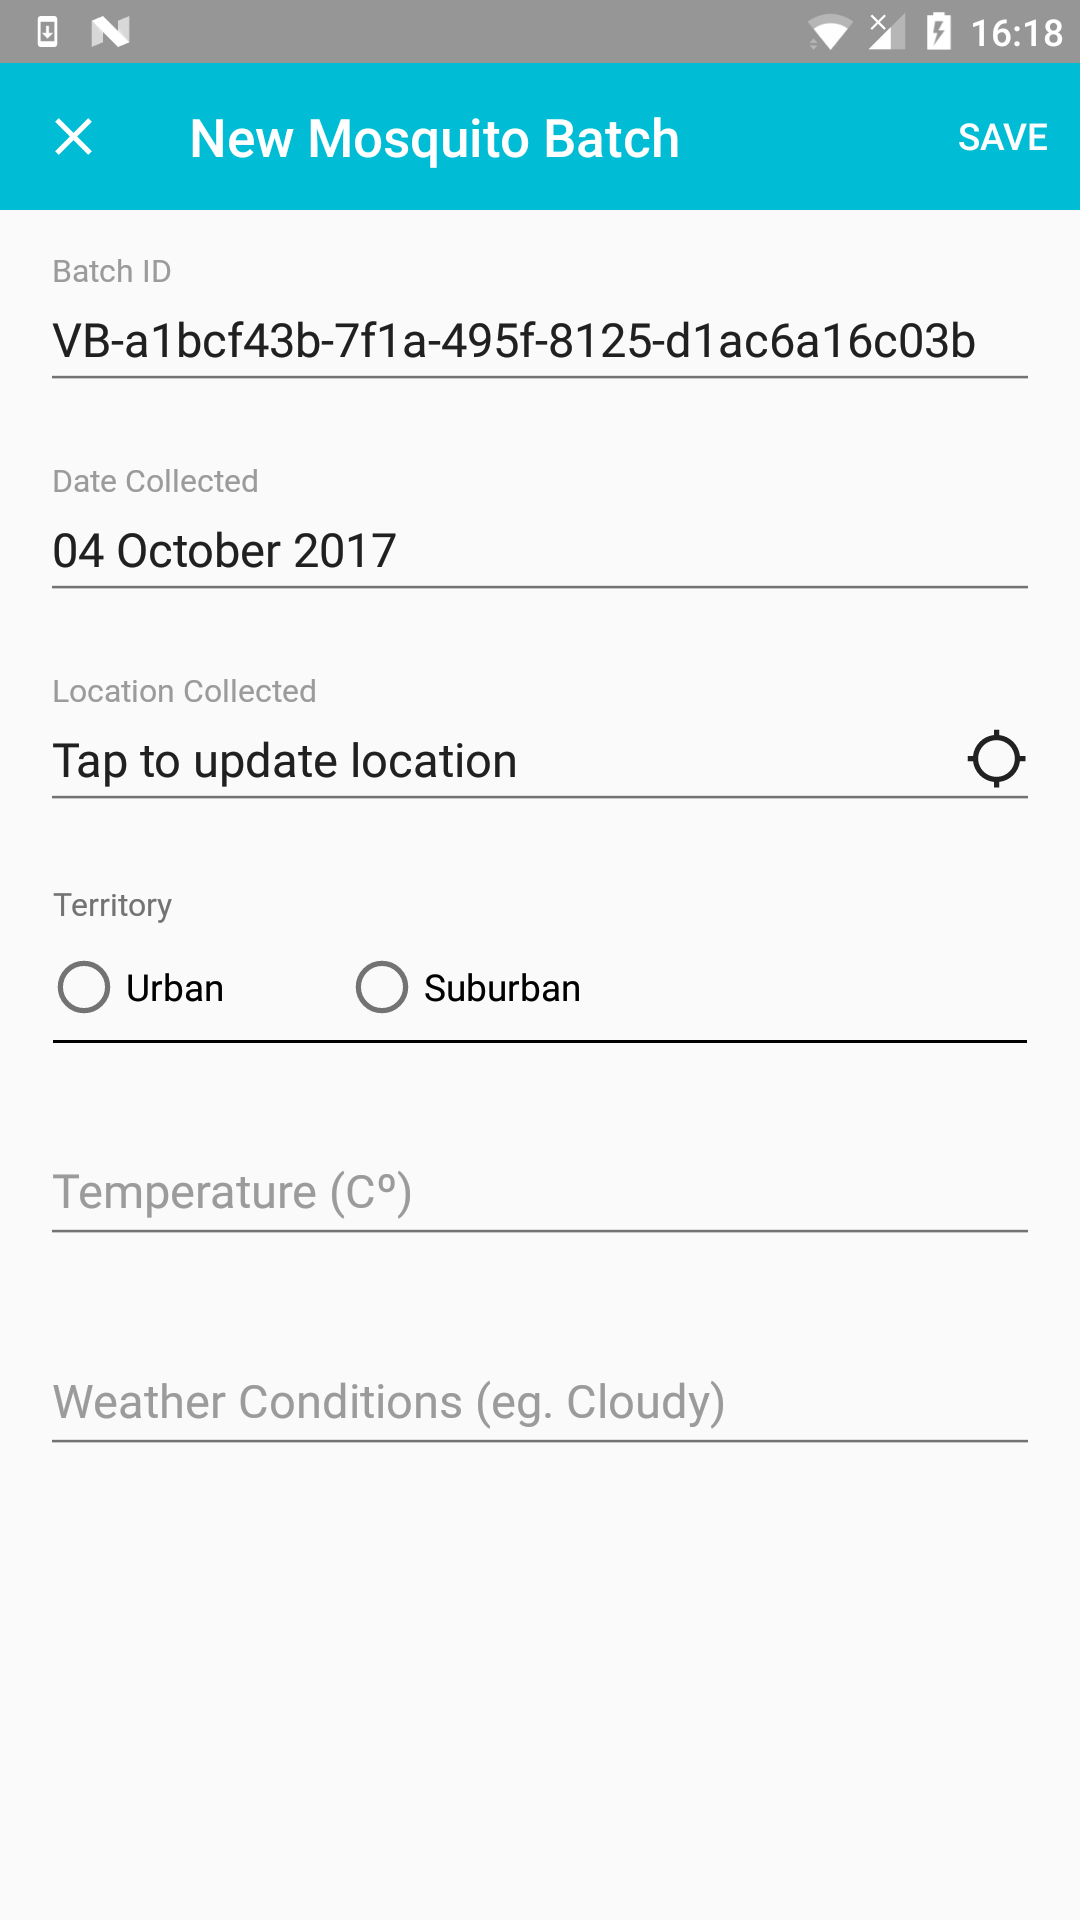 16:18
New Mosquito Batch
SAVE
Batch ID
VB-a1bcf43b-7f1a-495f-8125-d1ac6a16c03b
Date Collected
04 October 2017
Location Collected
Tap to update location
Territory
Urban Suburban
Temperature (Cº)
Weather Conditions (eg. Cloudy)